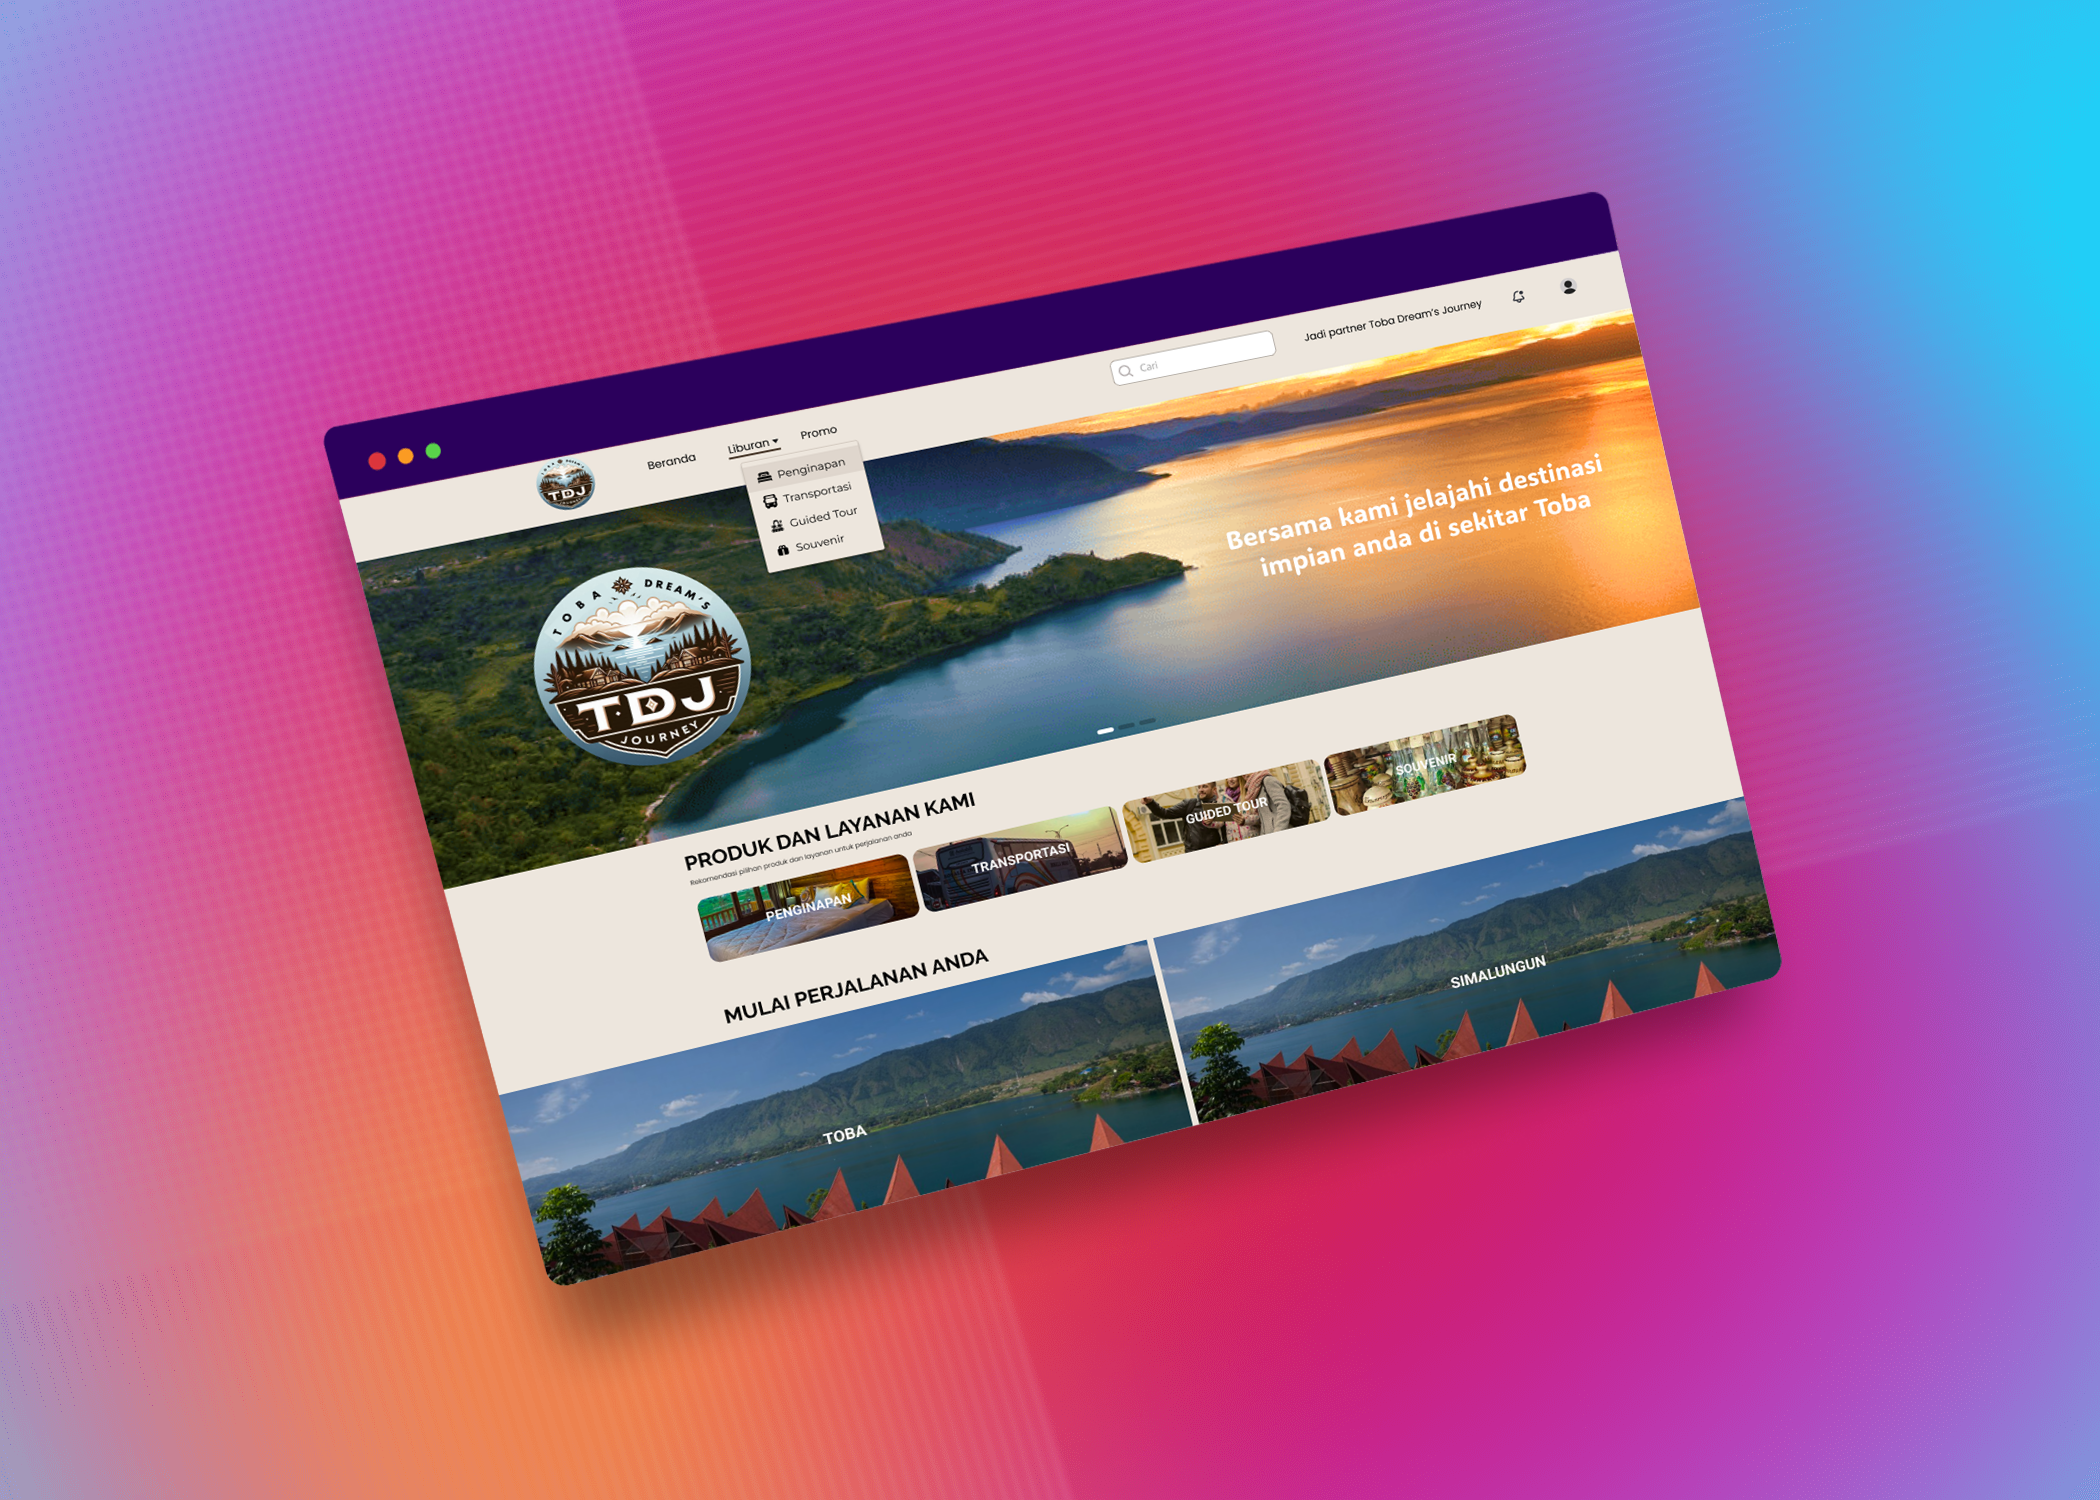 Beranda
Liburan
Promo
Cari
Jadi partner Toba Dream's Journey
Penginapan
Transportasi
Guided Tour
Souvenir
TDJ
TOBA DREAM'S
TDJ
JOURNEY
Bersama kami jelajahi destinasi
impian anda di sekitar Toba
PRODUK DAN LAYANAN KAMI
Rekomendasi pilihan produk dan layanan untuk perjalanan anda
PENGINAPAN
TRANSPORTASI
GUIDED TOUR
SOUVENIR
MULAI PERJALANAN ANDA
TOBA
SIMALUNGUN